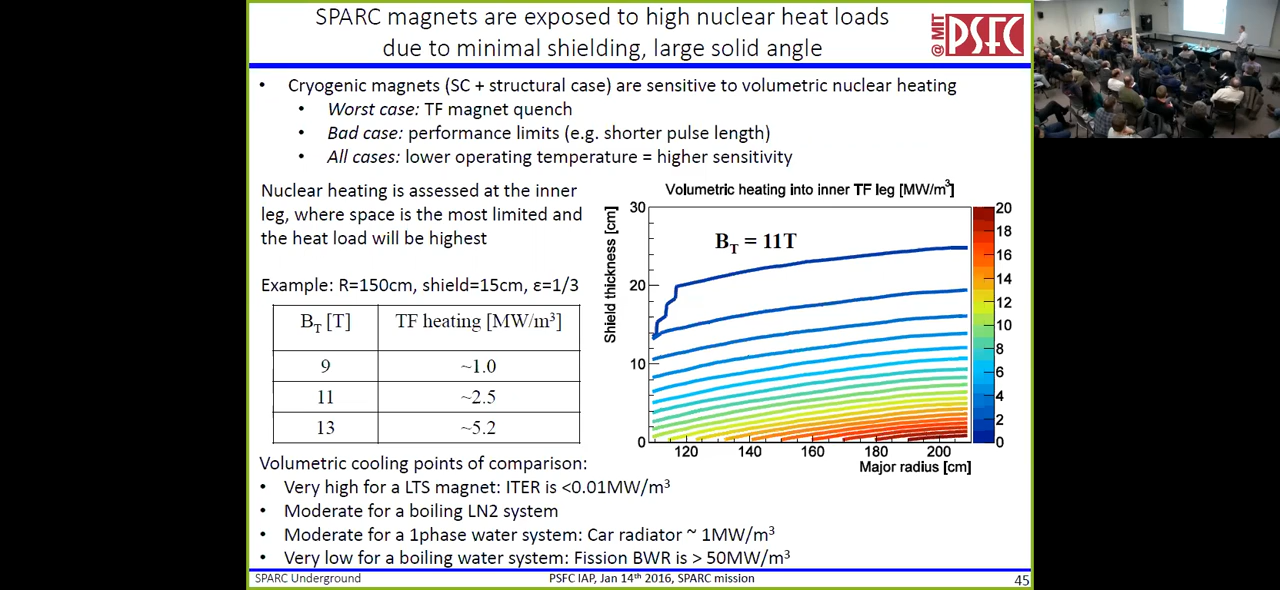 SPARC magnets are exposed to high nuclear heat loads
due to minimal shielding, large solid angle
@ MIT
PSFC
• Cryogenic magnets (SC + structural case) are sensitive to volumetric nuclear heating
• Worst case: TF magnet quench
• Bad case: performance limits (e.g. shorter pulse length)
• All cases: lower operating temperature = higher sensitivity
Nuclear heating is assessed at the inner
leg, where space is the most limited and
the heat load will be highest
Example: R=150cm, shield=15cm, ε=1/3
B_T [T] TF heating [MW/m³]
9 ~1.0
11 ~2.5
13 ~5.2
Volumetric heating into inner TF leg [MW/m³]
Shield thickness [cm]
30
20
10
0
B_T = 11T
120 140 160 180 200
Major radius [cm]
20
18
16
14
12
10
8
6
4
2
0
Volumetric cooling points of comparison:
• Very high for a LTS magnet: ITER is <0.01MW/m³
• Moderate for a boiling LN2 system
• Moderate for a 1phase water system: Car radiator ~ 1MW/m³
• Very low for a boiling water system: Fission BWR is > 50MW/m³
SPARC Underground
PSFC IAP, Jan 14th 2016, SPARC mission
45